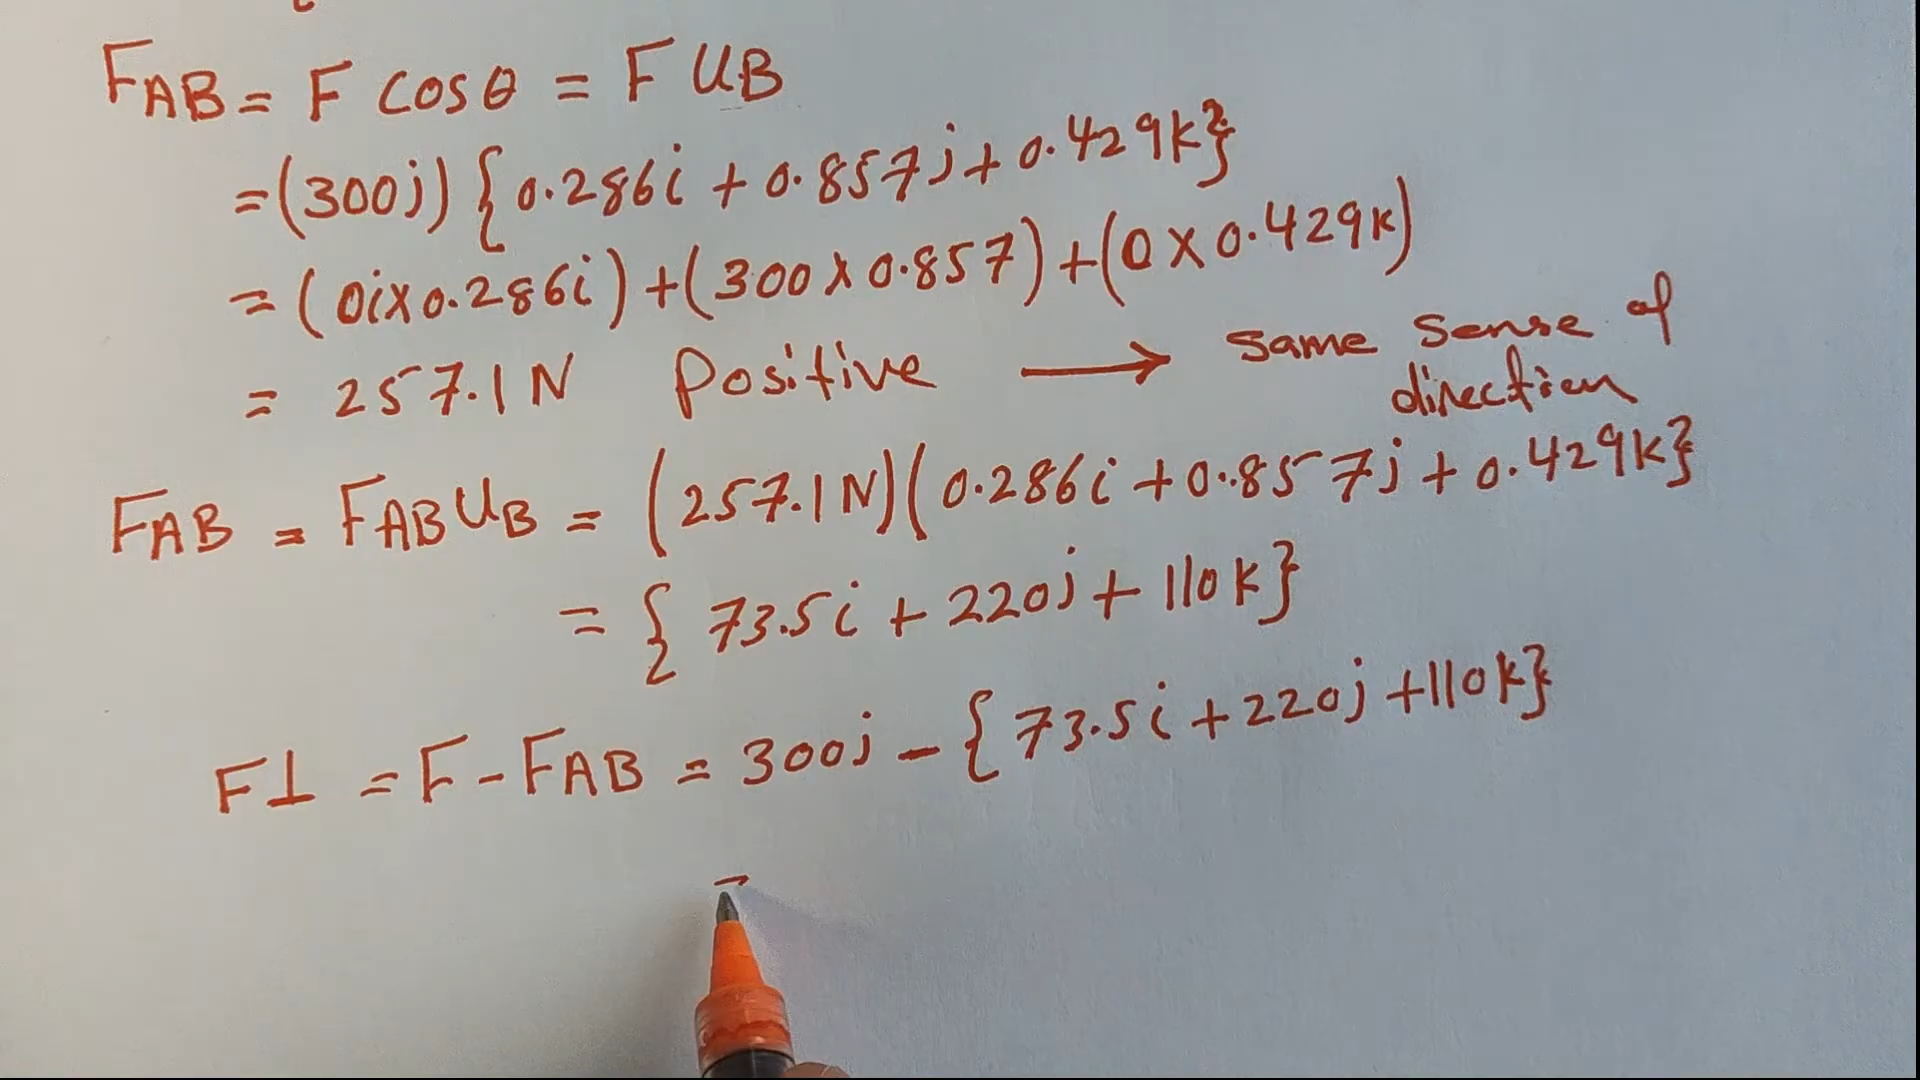 FAB = F cosθ = F UB
=(300j) {0.286i + 0.857j + 0.429k}
= (0i×0.286i) + (300×0.857) + (0×0.429k)
= 257.1N Positive → same sense of
direction
FAB = FAB UB = (257.1N)(0.286i + 0.857j + 0.429k}
= {73.5i + 220j + 110k}
F⊥ = F - FAB = 300j - {73.5i + 220j + 110k}